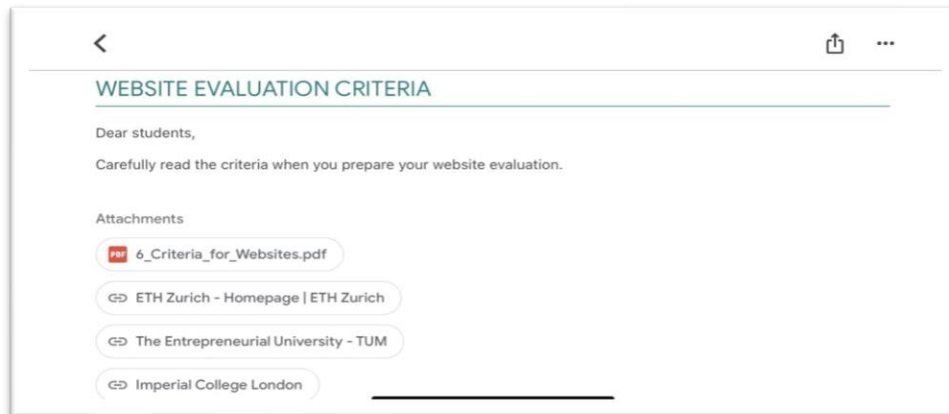 WEBSITE EVALUATION CRITERIA
Dear students,
Carefully read the criteria when you prepare your website evaluation.
Attachments
PDF 6_Criteria_for_Websites.pdf
ETH Zurich - Homepage | ETH Zurich
The Entrepreneurial University - TUM
Imperial College London